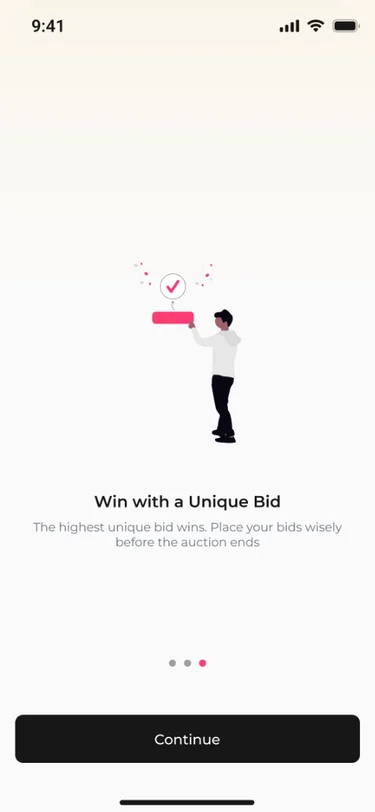 9:41
Win with a Unique Bid
The highest unique bid wins. Place your bids wisely
before the auction ends
Continue